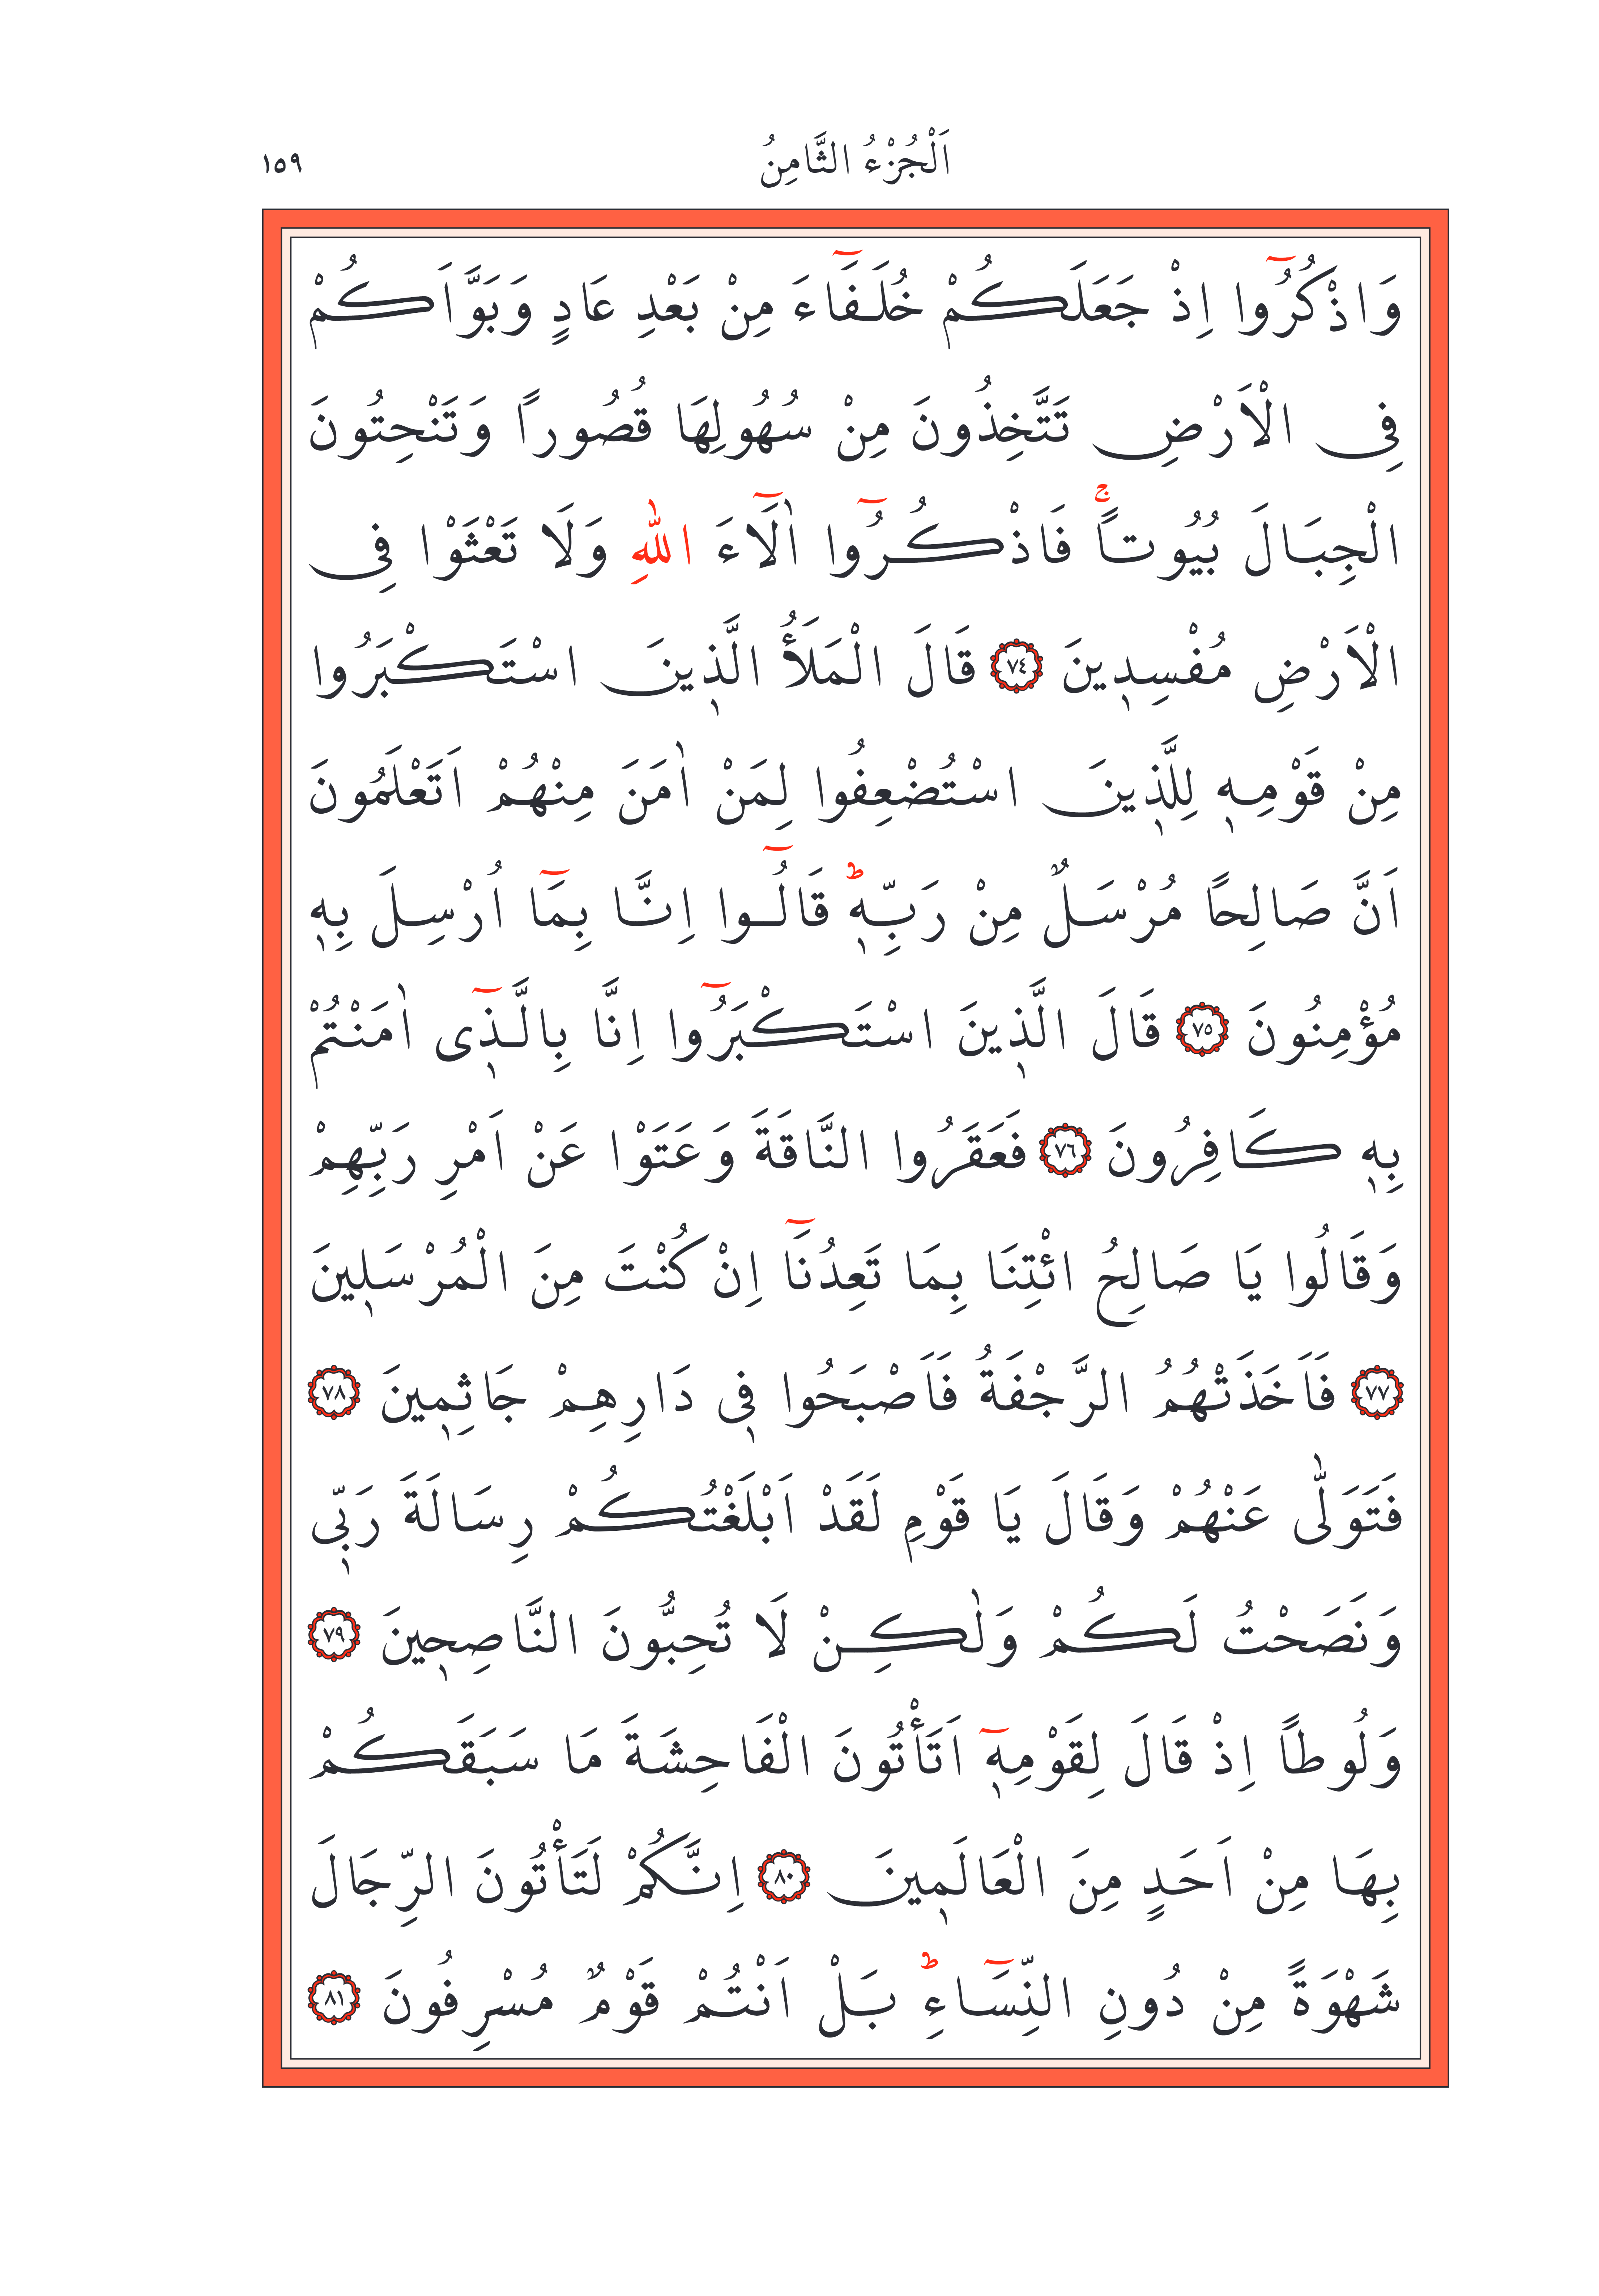 اَلْجُزْءُ الثَّامِنُ ١٥٩
وَاذْكُرُٓوا اِذْ جَعَلَكُمْ خُلَفَٓاءَ مِنْ بَعْدِ عَادٍ وَبَوَّاَكُمْ
فِى الْاَرْضِ تَتَّخِذُونَ مِنْ سُهُولِهَا قُصُوراً وَتَنْحِتُونَ
الْجِبَالَ بُيُوتاًۚ فَاذْكُرُٓوا اٰلَٓاءَ اللّٰهِ وَلَا تَعْثَوْا فِى
الْاَرْضِ مُفْسِد۪ينَ ٧٤ قَالَ الْمَلَأُ الَّذ۪ينَ اسْتَكْبَرُوا
مِنْ قَوْمِه۪ لِلَّذ۪ينَ اسْتُضْعِفُوا لِمَنْ اٰمَنَ مِنْهُمْ اَتَعْلَمُونَ
اَنَّ صَالِحًا مُرْسَلٌ مِنْ رَبِّه۪ۜ قَالُٓوا اِنَّا بِمَٓا اُرْسِلَ بِه۪
مُؤْمِنُونَ ٧٥ قَالَ الَّذ۪ينَ اسْتَكْبَرُٓوا اِنَّا بِالَّذ۪ٓى اٰمَنْتُمْ
بِه۪ كَافِرُونَ ٧٦ فَعَقَرُوا النَّاقَةَ وَعَتَوْا عَنْ اَمْرِ رَبِّهِمْ
وَقَالُوا يَا صَالِحُ ائْتِنَا بِمَا تَعِدُنَٓا اِنْ كُنْتَ مِنَ الْمُرْسَل۪ينَ
٧٧ فَاَخَذَتْهُمُ الرَّجْفَةُ فَاَصْبَحُوا ف۪ى دَارِهِمْ جَاثِم۪ينَ ٧٨
فَتَوَلّٰى عَنْهُمْ وَقَالَ يَا قَوْمِ لَقَدْ اَبْلَغْتُكُمْ رِسَالَةَ رَبّ۪ى
وَنَصَحْتُ لَكُمْ وَلٰكِنْ لَا تُحِبُّونَ النَّاصِح۪ينَ ٧٩
وَلُوطاً اِذْ قَالَ لِقَوْمِه۪ٓ اَتَأْتُونَ الْفَاحِشَةَ مَا سَبَقَكُمْ
بِهَا مِنْ اَحَدٍ مِنَ الْعَالَم۪ينَ ٨٠ اِنَّكُمْ لَتَأْتُونَ الرِّجَالَ
شَهْوَةً مِنْ دُونِ النِّسَٓاءِۜ بَلْ اَنْتُمْ قَوْمٌ مُسْرِفُونَ ٨١